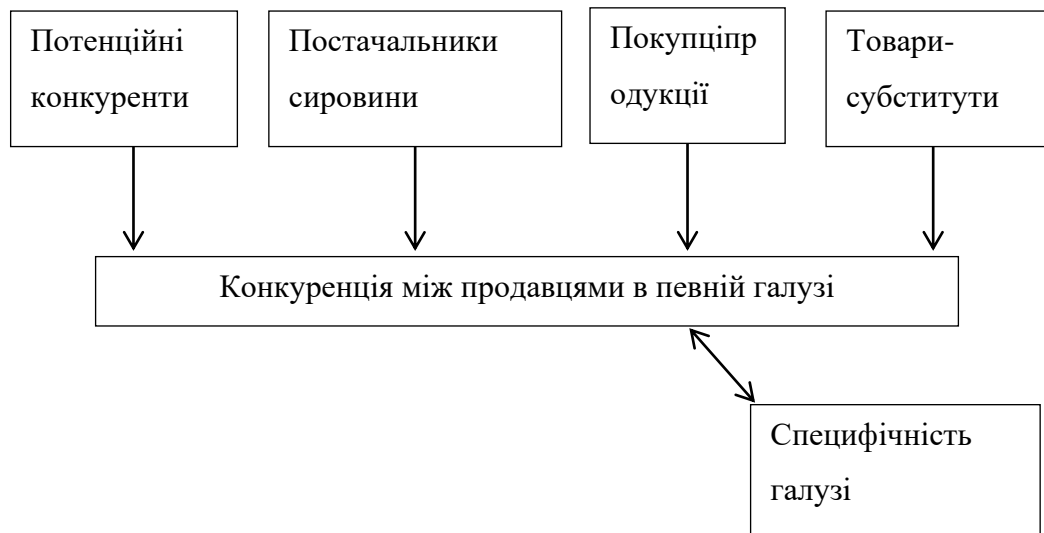 Потенційні
конкуренти
Постачальники
сировини
Покупціпр
одукції
Товари-
субститути
Конкуренція між продавцями в певній галузі
Специфічність
галузі